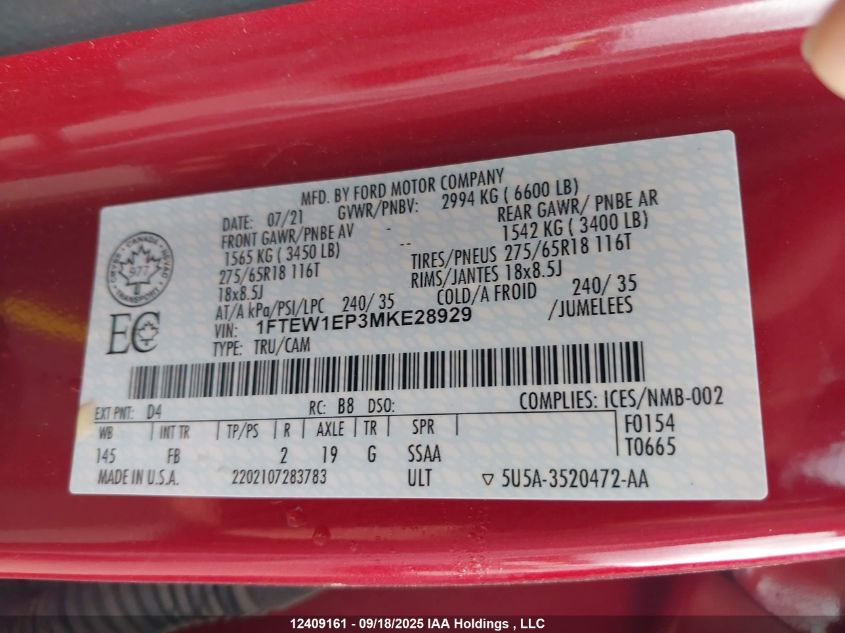 MFD. BY FORD MOTOR COMPANY
DATE: 07/21 GVWR/PNBV: 2994 KG ( 6600 LB)
FRONT GAWR/PNBE AV - REAR GAWR/ PNBE AR
1565 KG ( 3450 LB) -- 1542 KG ( 3400 LB)
275/65R18 116T TIRES/PNEUS 275/65R18 116T
18x8.5J RIMS/JANTES 18x8.5J
AT/A kPa/PSI/LPC 240/ 35 COLD/A FROID 240/ 35
VIN: 1FTEW1EP3MKE28929 /JUMELEES
TYPE: TRU/CAM
CANADA
977
TRANSPORT
EC
EXT PNT: D4 RC: B8 DSO: COMPLIES: ICES/NMB-002
WB INT TR TP/PS R AXLE TR SPR F0154
145 FB 2 19 G SSAA T0665
MADE IN U.S.A. 2202107283783 ULT 5U5A-3520472-AA
12409161 - 09/18/2025 IAA Holdings , LLC